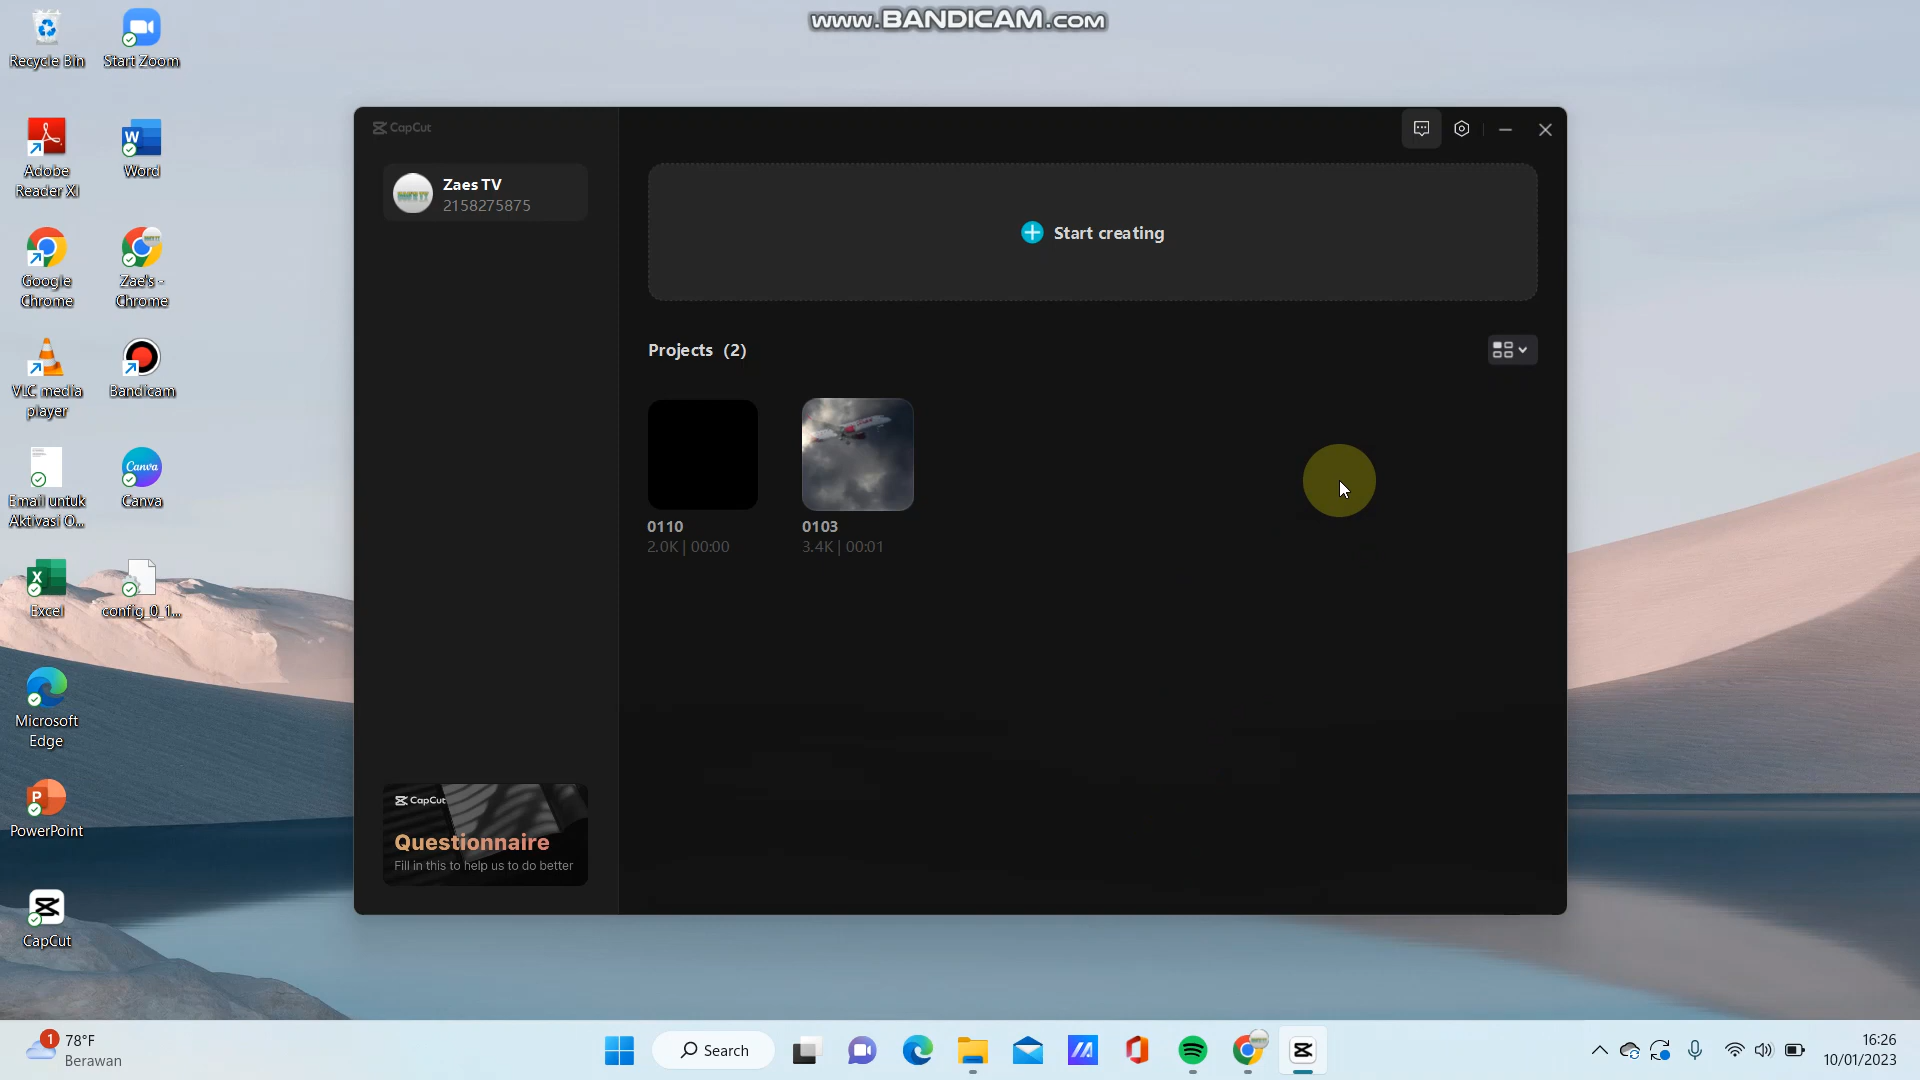 www.BANDICAM.com
Recycle Bin
Start Zoom
Adobe
Reader XI
Word
Google
Chrome
Zae's -
Chrome
VLC media
player
Bandicam
Email untuk
Aktivasi O...
Canva
Canva
Excel
config_0_1...
Microsoft
Edge
PowerPoint
CapCut
CapCut
Zaes TV
2158275875
Start creating
Projects (2)
0110
2.0K | 00:00
0103
3.4K | 00:01
CapCut
Questionnaire
Fill in this to help us to do better
1
78°F
Berawan
Search
16:26
10/01/2023